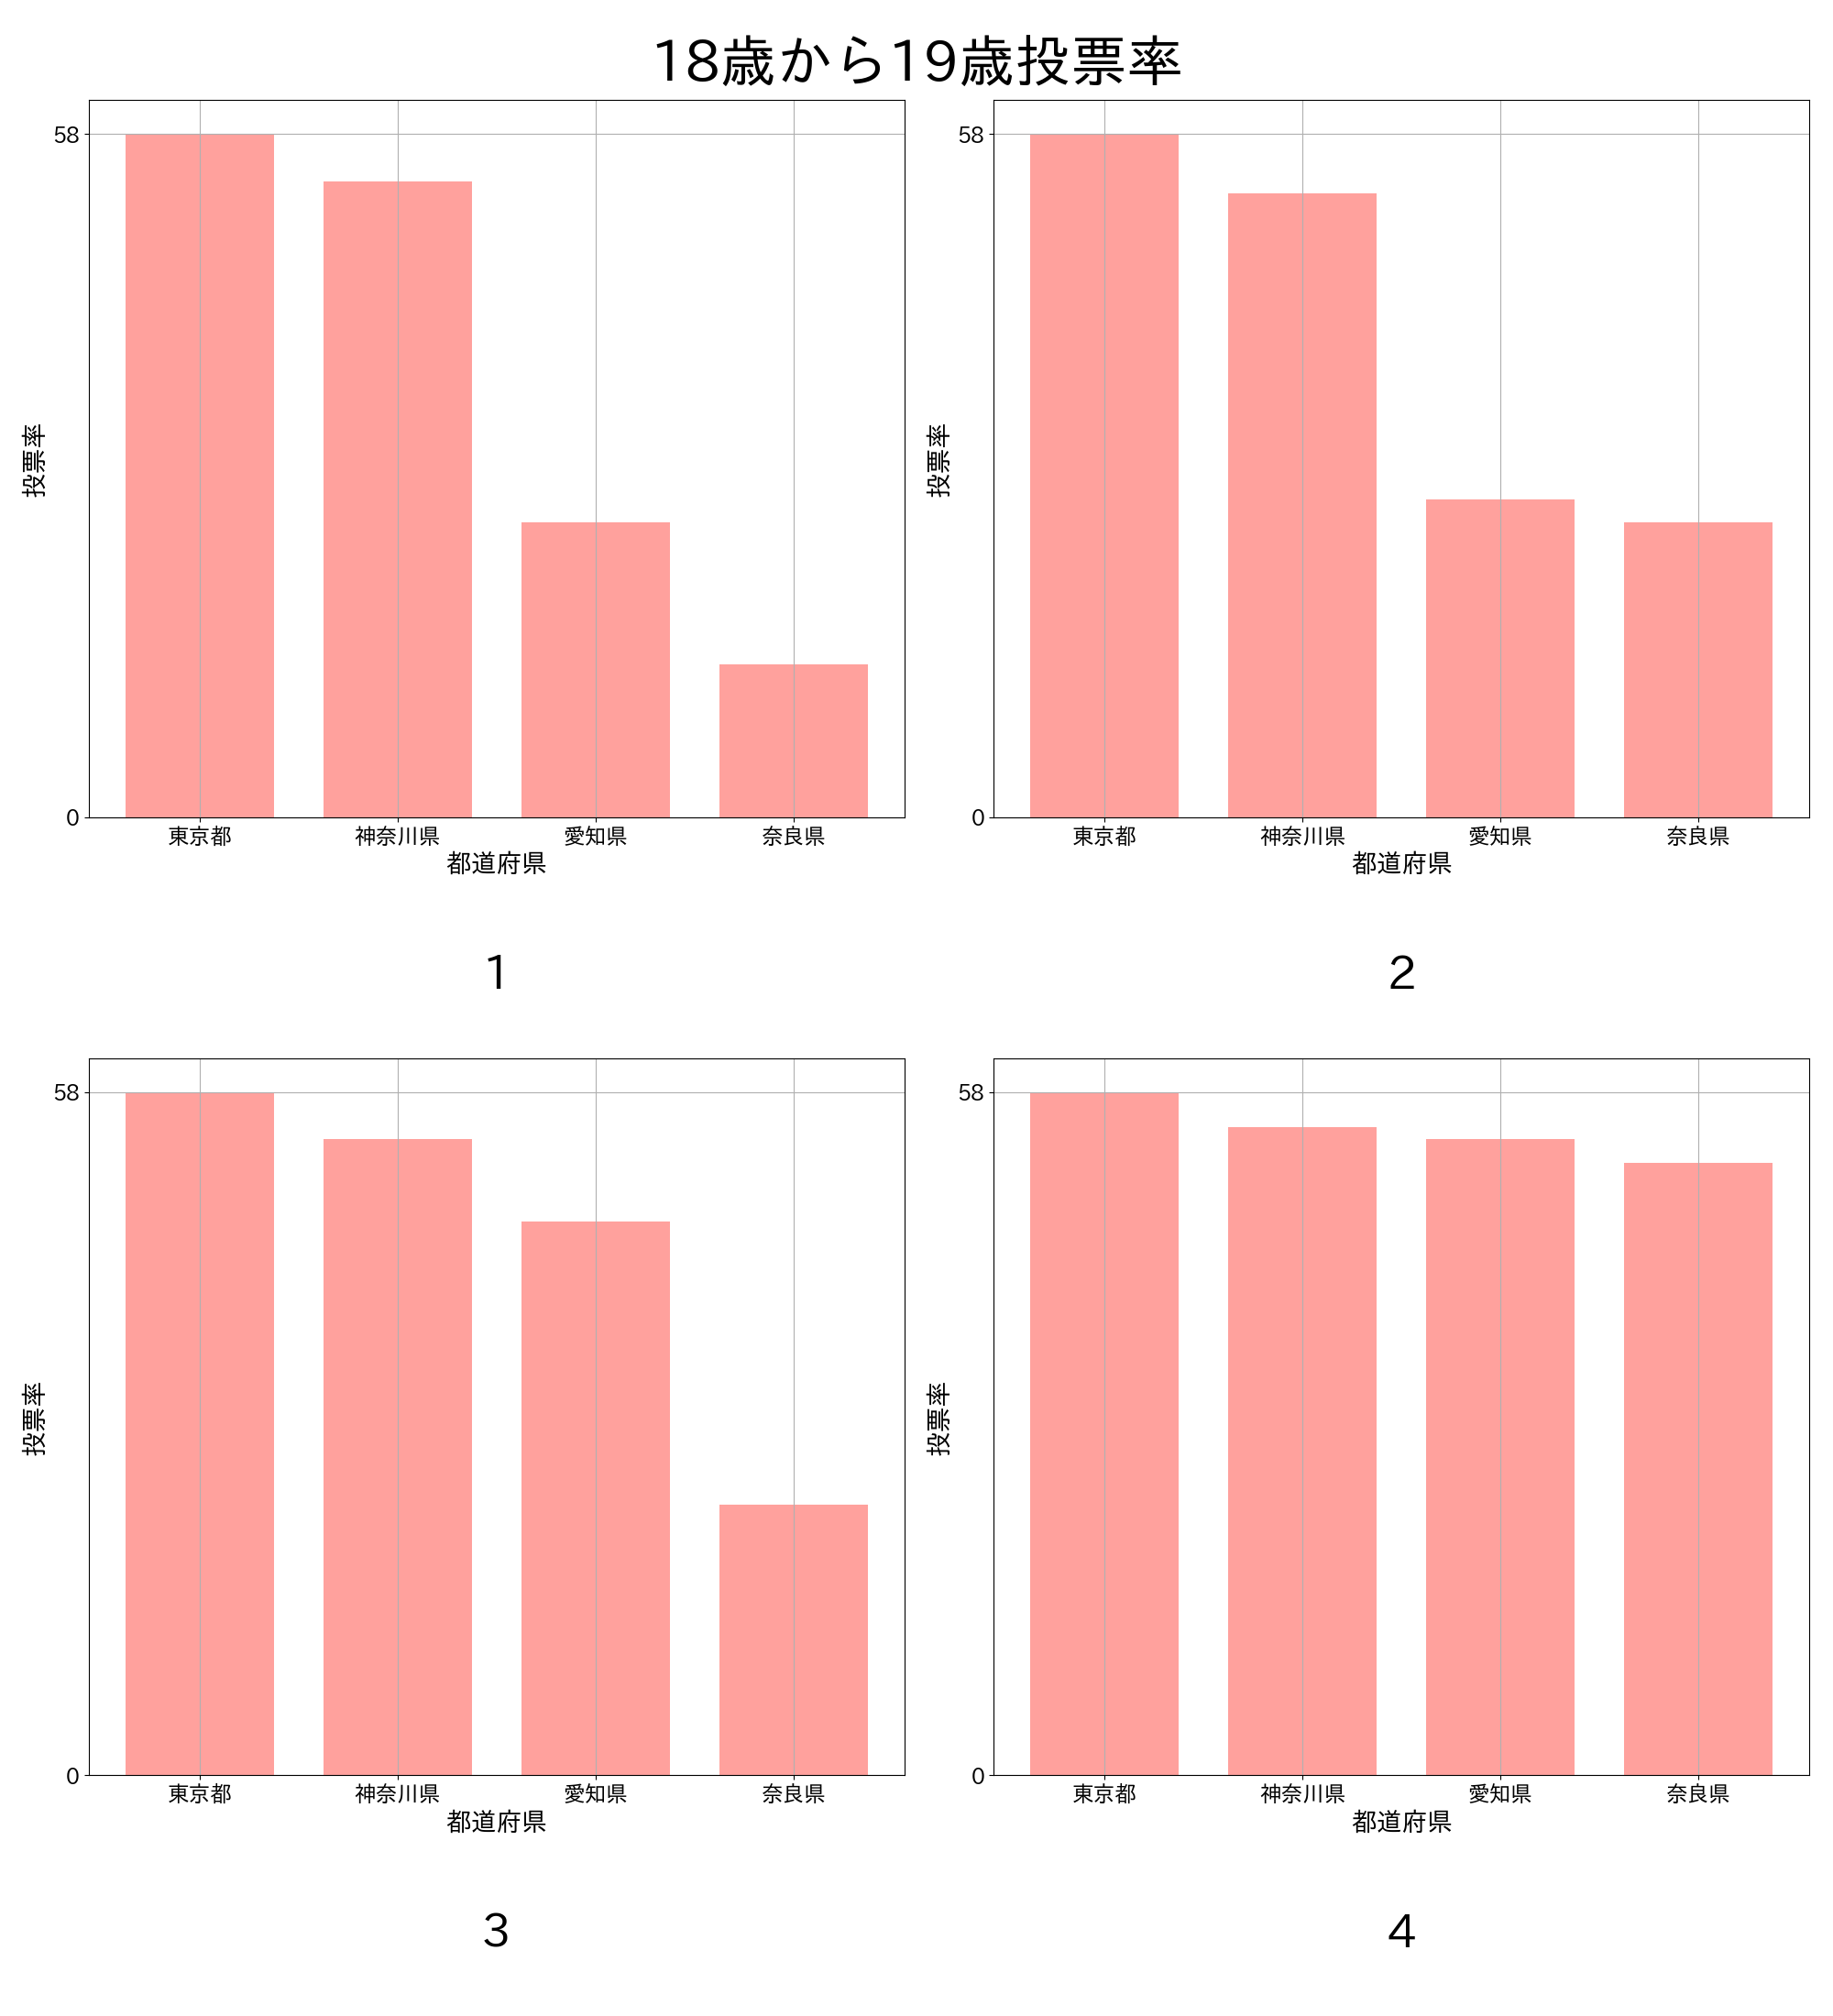 18歳から19歳投票率
58
0
投票率
東京都 神奈川県 愛知県 奈良県
都道府県
1
58
0
投票率
東京都 神奈川県 愛知県 奈良県
都道府県
2
58
0
投票率
東京都 神奈川県 愛知県 奈良県
都道府県
3
58
0
投票率
東京都 神奈川県 愛知県 奈良県
都道府県
4